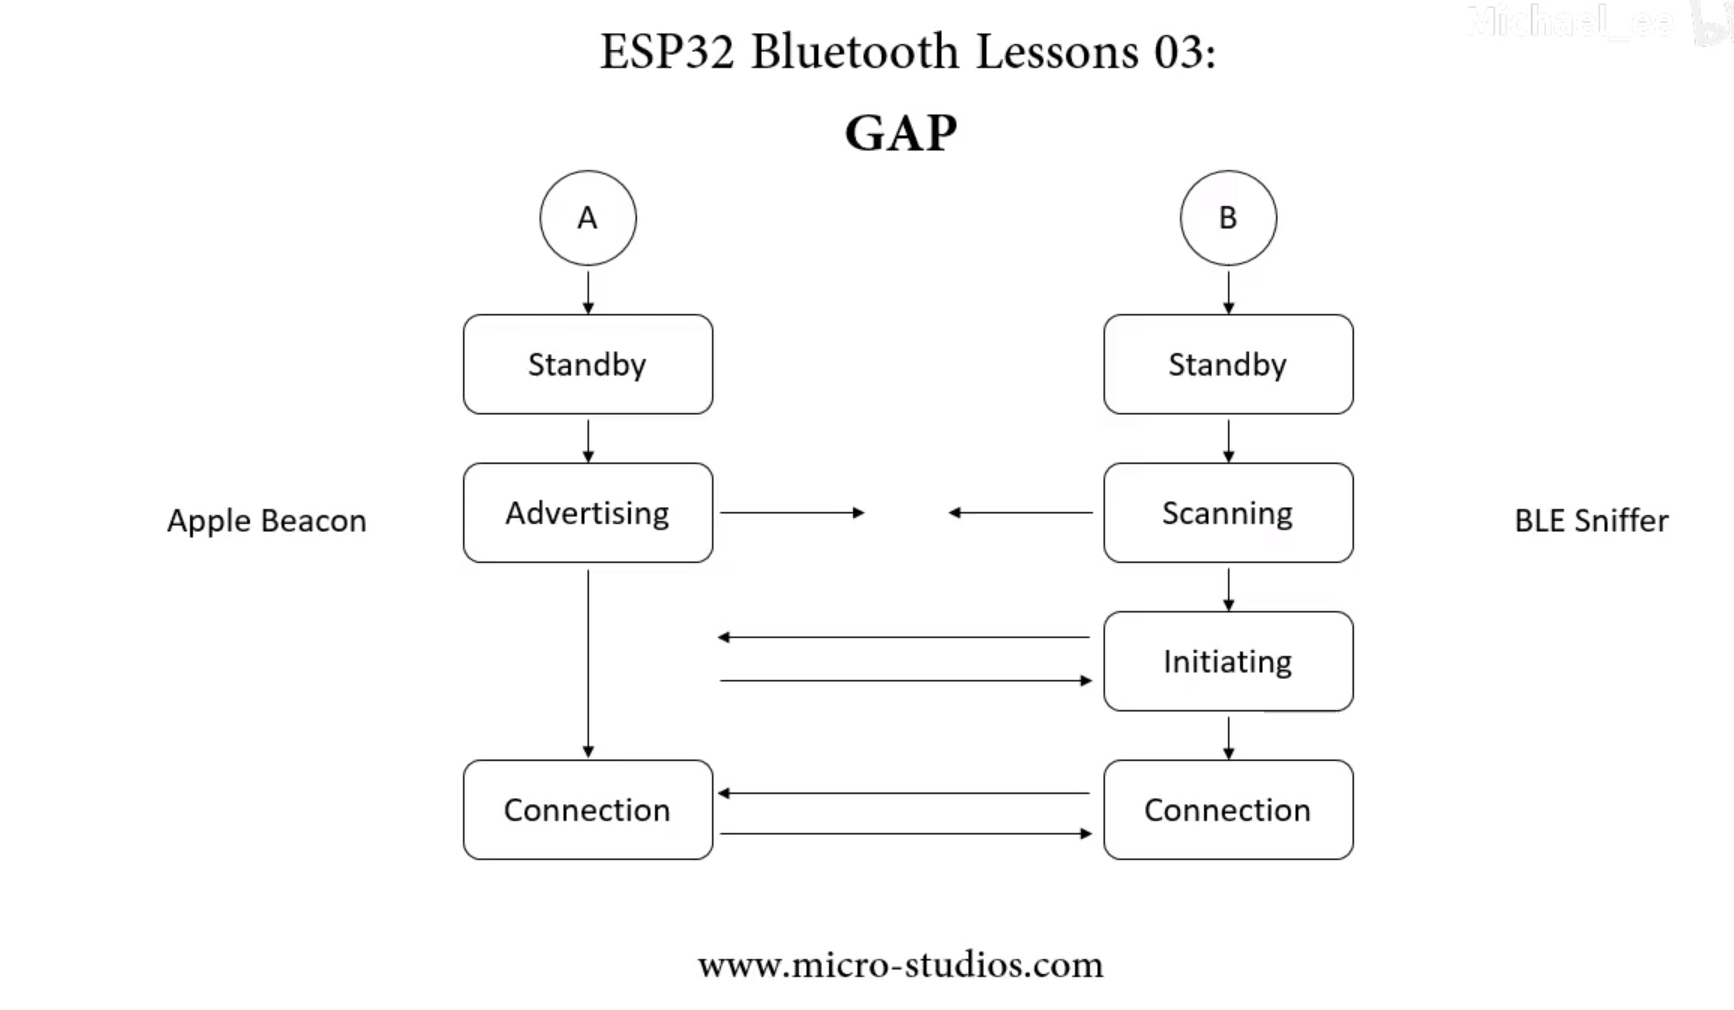 Michael_ee
ESP32 Bluetooth Lessons 03:
GAP
A
B
Standby
Standby
Apple Beacon
Advertising
Scanning
BLE Sniffer
Initiating
Connection
Connection
www.micro-studios.com